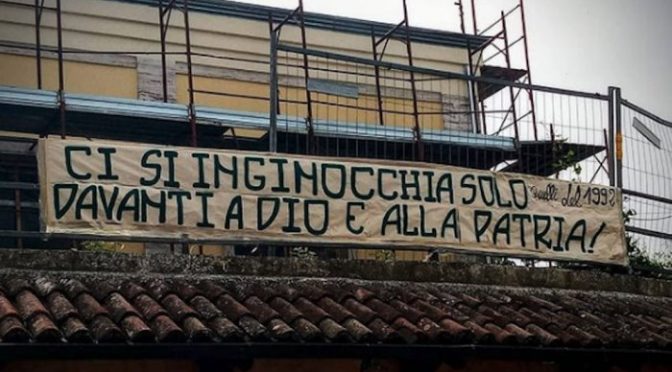 CI SI INGINOCCHIA SOLO
DAVANTI A DIO E ALLA PATRIA!
Quelli del 1992